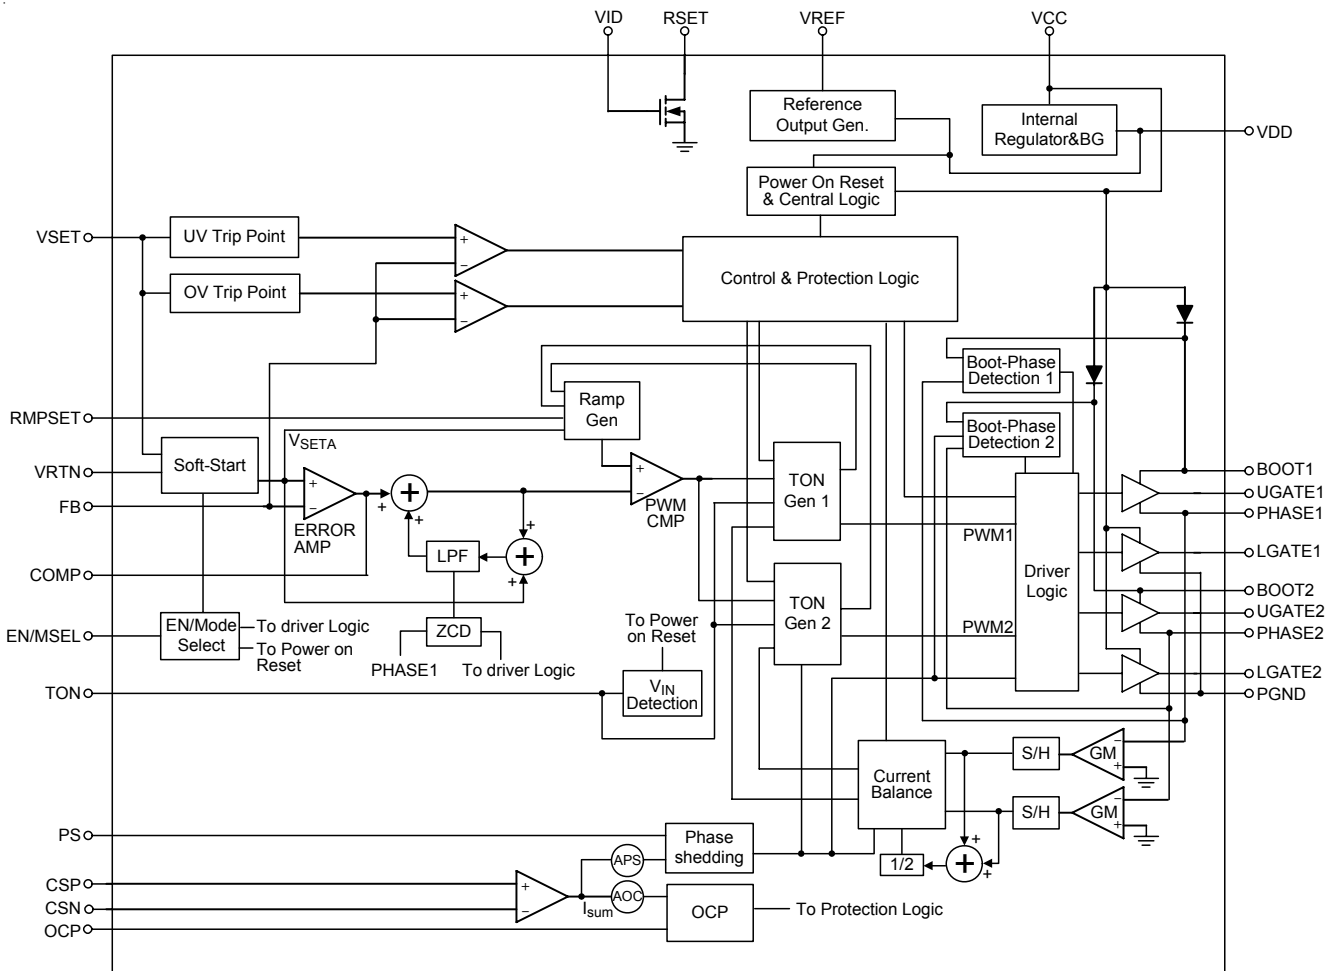 VID
RSET
VREF
VCC
Reference
Output Gen.
Internal
Regulator&BG
VDD
Power On Reset
& Central Logic
VSET
UV Trip Point
+
−
Control & Protection Logic
OV Trip Point
+
−
Boot-Phase
Detection 1
Ramp
Gen
RMPSET
Boot-Phase
Detection 2
VSETA
VRTN
Soft-Start
FB
+
−
ERROR
AMP
+
+
+
+
−
PWM
CMP
TON
Gen 1
BOOT1
UGATE1
PHASE1
PWM1
LPF
+
+
+
LGATE1
COMP
Driver
Logic
TON
Gen 2
BOOT2
UGATE2
PHASE2
PWM2
EN/MSEL
EN/Mode
Select
To driver Logic
To Power on
Reset
ZCD
PHASE1
To driver Logic
To Power
on Reset
LGATE2
PGND
TON
VIN
Detection
Current
Balance
S/H
GM
−
+
S/H
GM
−
+
PS
Phase
shedding
1/2
+
+
+
APS
CSP
CSN
OCP
+
−
Isum
AOC
OCP
To Protection Logic